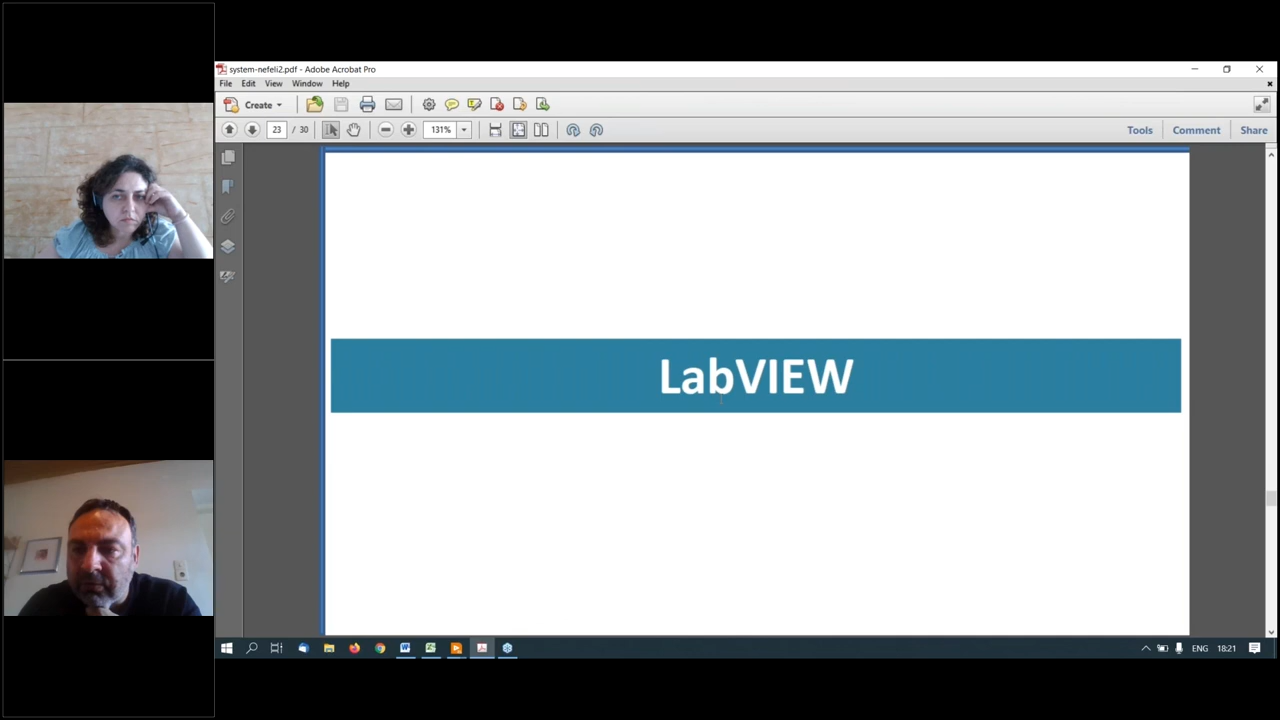 system-nefeli2.pdf - Adobe Acrobat Pro
File Edit View Window Help
Create
23 / 30
131%
Tools Comment Share
LabVIEW
ENG 18:21